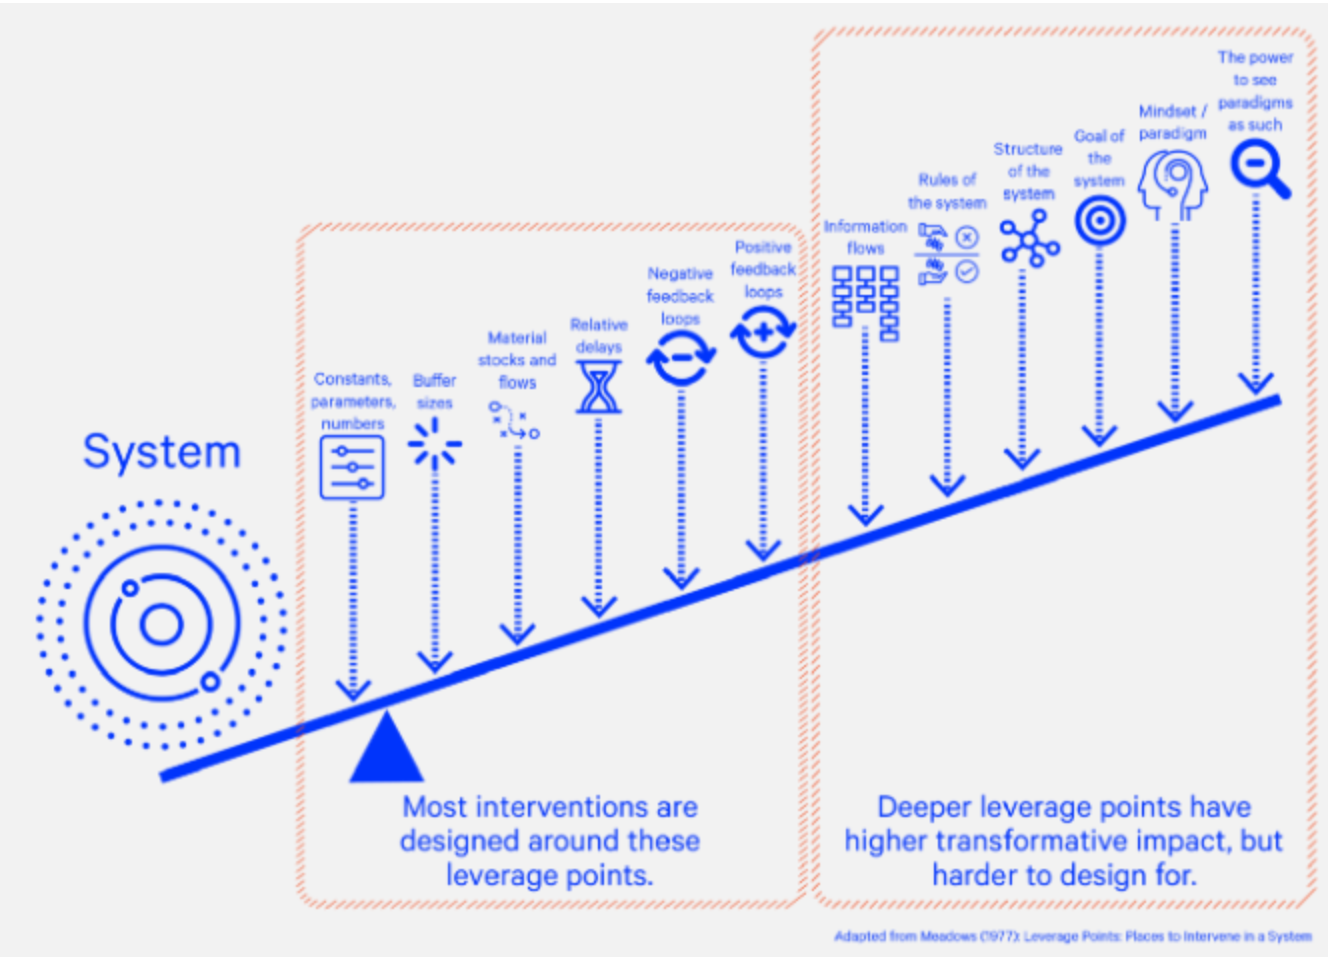 System
Constants,
parameters,
numbers
Buffer
sizes
Material
stocks and
flows
Relative
delays
Negative
feedback
loops
Positive
feedback
loops
Information
flows
Rules of
the system
Structure
of the
system
Goal of
the
system
Mindset /
paradigm
The power
to see
paradigms
as such
Most interventions are
designed around these
leverage points.
Deeper leverage points have
higher transformative impact, but
harder to design for.
Adapted from Meadows (1977): Leverage Points: Places to Intervene in a System